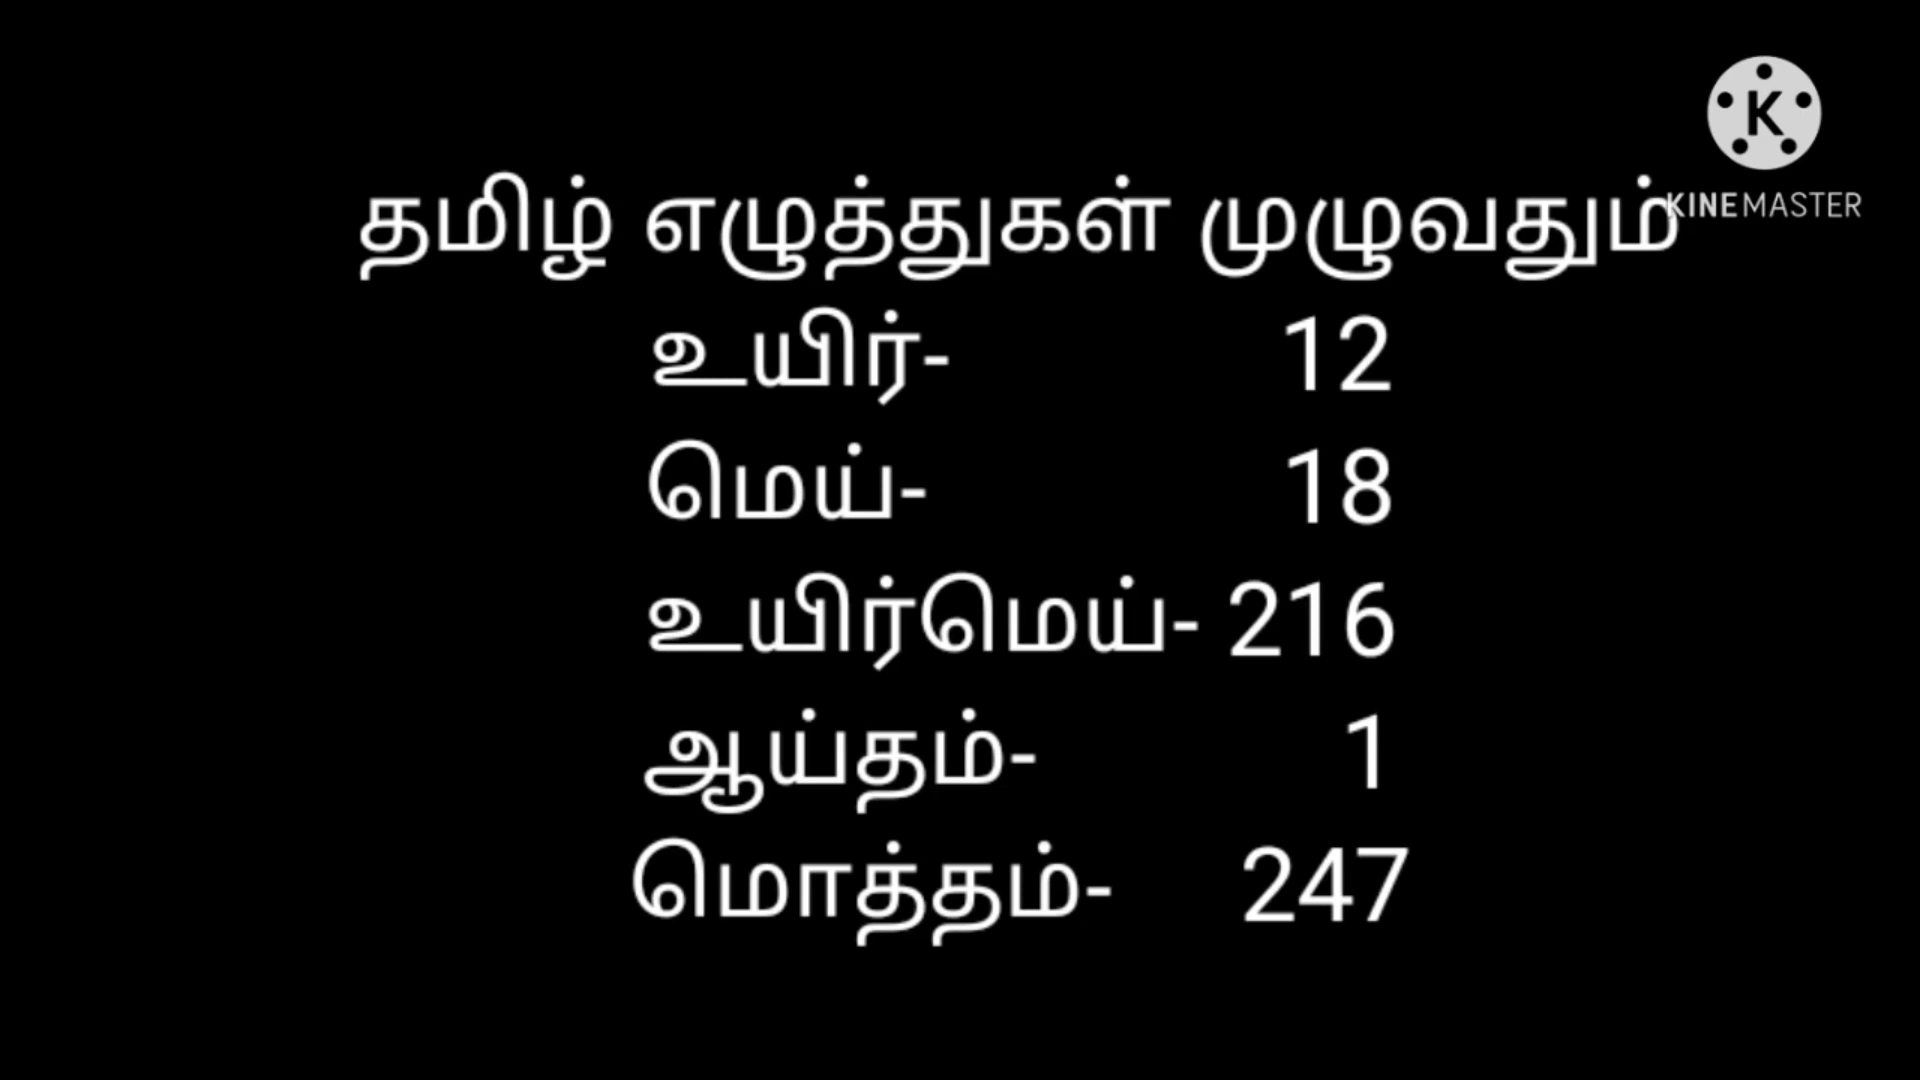 தமிழ் எழுத்துகள் முழுவதும்
KINEMASTER
உயிர்- 12
மெய்- 18
உயிர்மெய்- 216
ஆய்தம்- 1
மொத்தம்- 247